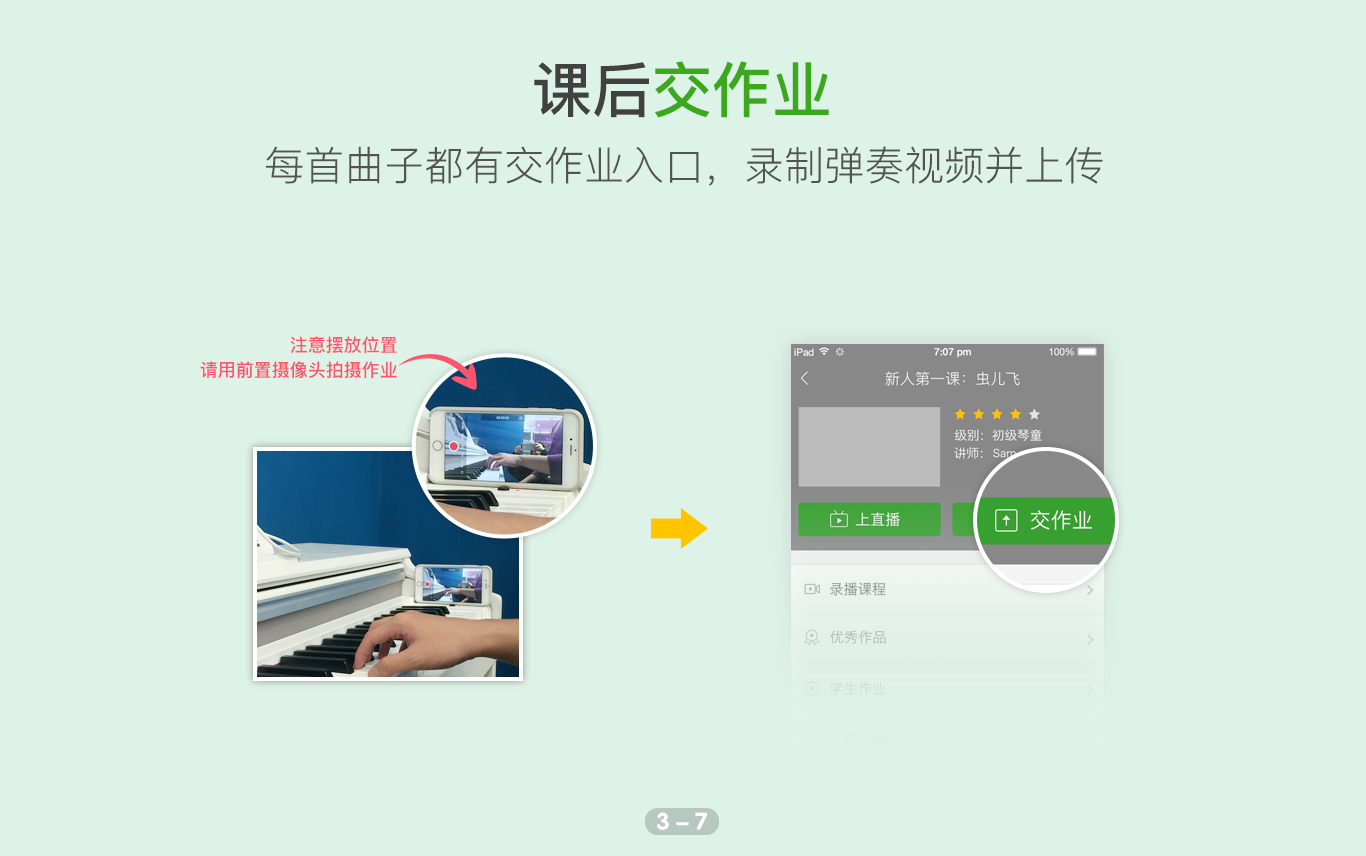 课后交作业
每首曲子都有交作业入口，录制弹奏视频并上传
注意摆放位置
请用前置摄像头拍摄作业
iPad 7:07 pm 100%
新人第一课：虫儿飞
级别：初级琴童
讲师：Sam
上直播
交作业
录播课程
优秀作品
学生作业
3 – 7